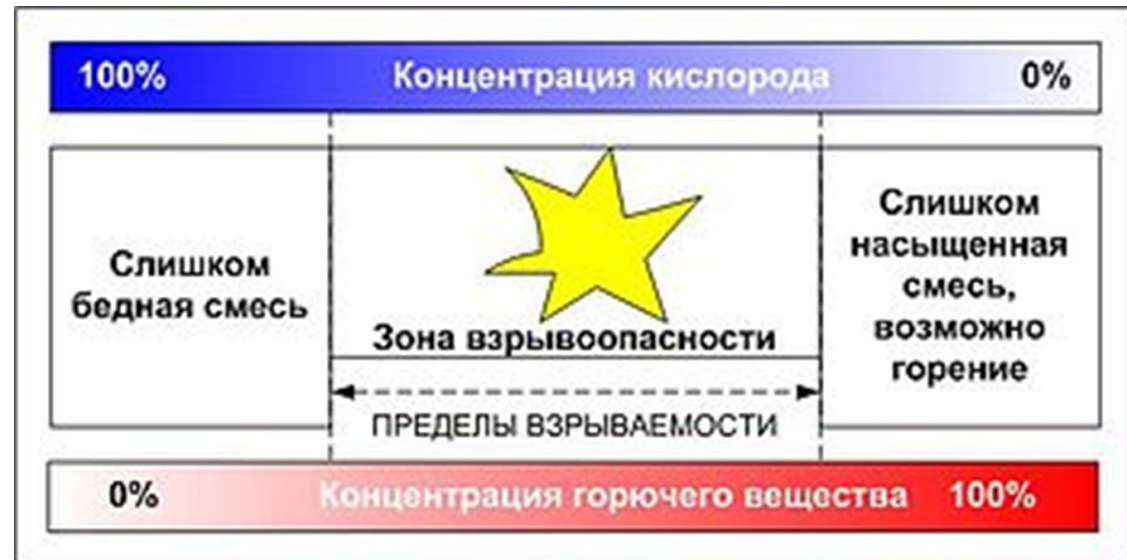 100% Концентрация кислорода 0%
Слишком
бедная смесь
Зона взрывоопасности
ПРЕДЕЛЫ ВЗРЫВАЕМОСТИ
Слишком
насыщенная
смесь,
возможно
горение
0% Концентрация горючего вещества 100%